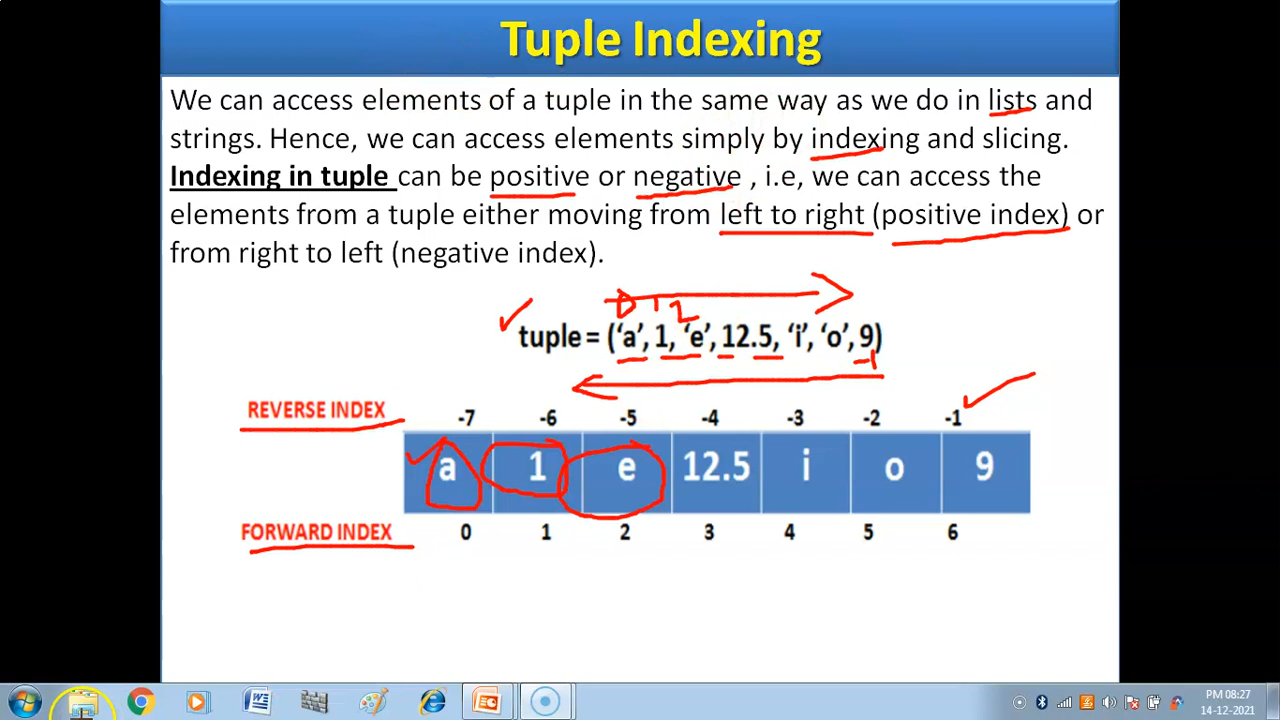 Tuple Indexing
We can access elements of a tuple in the same way as we do in lists and
strings. Hence, we can access elements simply by indexing and slicing.
Indexing in tuple can be positive or negative , i.e, we can access the
elements from a tuple either moving from left to right (positive index) or
from right to left (negative index).
0 1 2
tuple = (‘a’, 1, ‘e’, 12.5, ‘i’, ‘o’, 9)
-1
REVERSE INDEX -7 -6 -5 -4 -3 -2 -1
a 1 e 12.5 i o 9
FORWARD INDEX 0 1 2 3 4 5 6
PM 08:27
14-12-2021